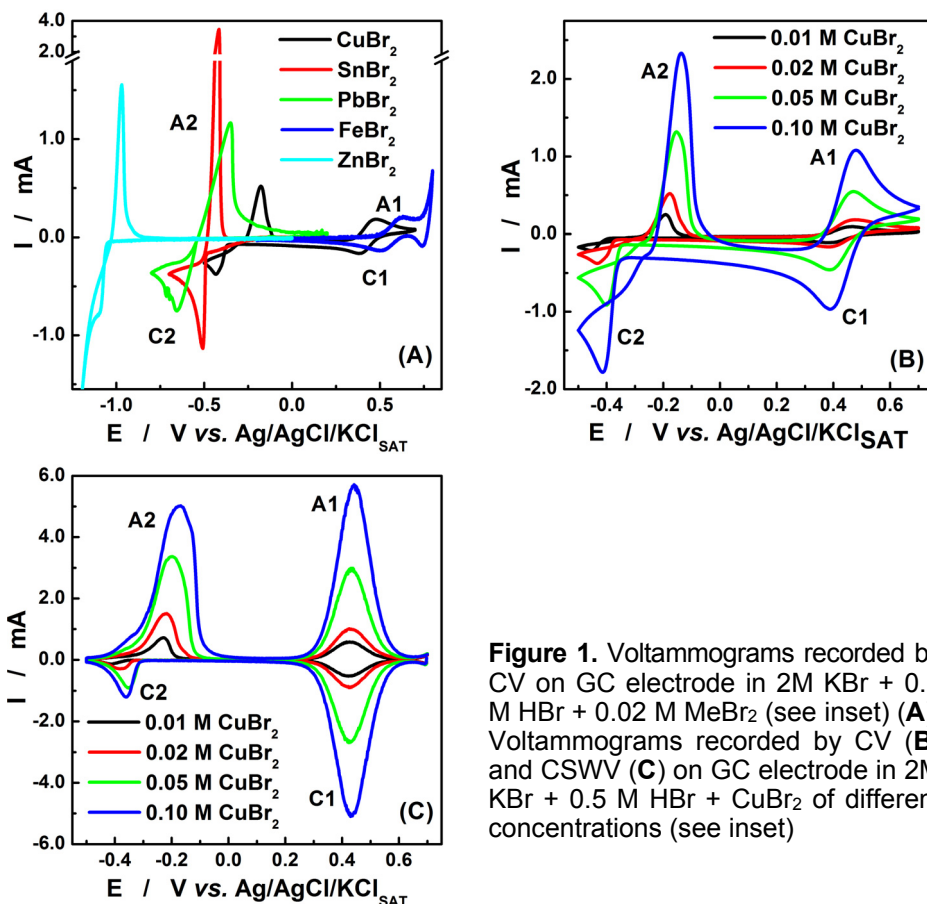 4.0
3.0
1.0
0.0
-1.0
I / mA
CuBr2
SnBr2
PbBr2
FeBr2
ZnBr2
A2
A1
C1
C2
(A)
-1.0 -0.5 0.0 0.5
E / V vs. Ag/AgCl/KClSAT
2.0
1.0
0.0
-1.0
-2.0
I / mA
0.01 M CuBr2
0.02 M CuBr2
0.05 M CuBr2
0.10 M CuBr2
A2
A1
C2
C1
(B)
-0.4 -0.2 0.0 0.2 0.4 0.6
E / V vs. Ag/AgCl/KClSAT
6.0
4.0
2.0
0.0
-2.0
-4.0
-6.0
I / mA
A2
A1
C2
C1
0.01 M CuBr2
0.02 M CuBr2
0.05 M CuBr2
0.10 M CuBr2
(C)
-0.4 -0.2 0.0 0.2 0.4 0.6
E / V vs. Ag/AgCl/KClSAT
Figure 1. Voltammograms recorded b
CV on GC electrode in 2M KBr + 0.
M HBr + 0.02 M MeBr2 (see inset) (A
Voltammograms recorded by CV (B
and CSWV (C) on GC electrode in 2M
KBr + 0.5 M HBr + CuBr2 of differen
concentrations (see inset)